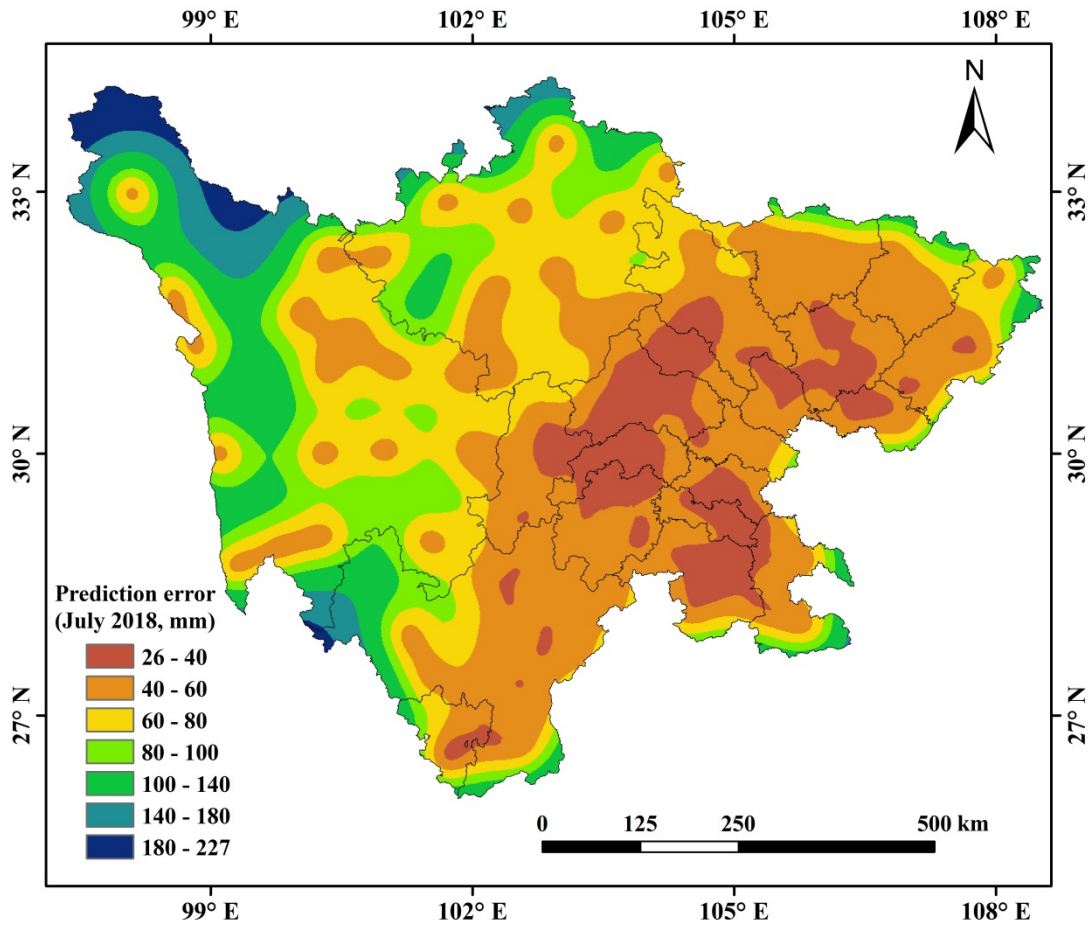 99° E 102° E 105° E 108° E
N
33° N 33° N
30° N 30° N
27° N 27° N
Prediction error
(July 2018, mm)
26 - 40
40 - 60
60 - 80
80 - 100
100 - 140
140 - 180
180 - 227
0 125 250 500 km
99° E 102° E 105° E 108° E